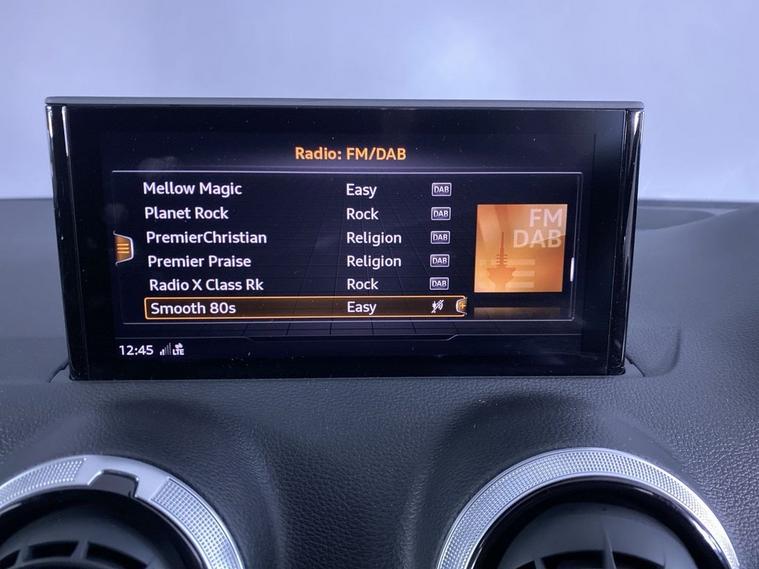 Radio: FM/DAB
Mellow Magic Easy DAB
Planet Rock Rock DAB
PremierChristian Religion DAB
Premier Praise Religion DAB
Radio X Class Rk Rock DAB
Smooth 80s Easy
FM
DAB
12:45 LTE